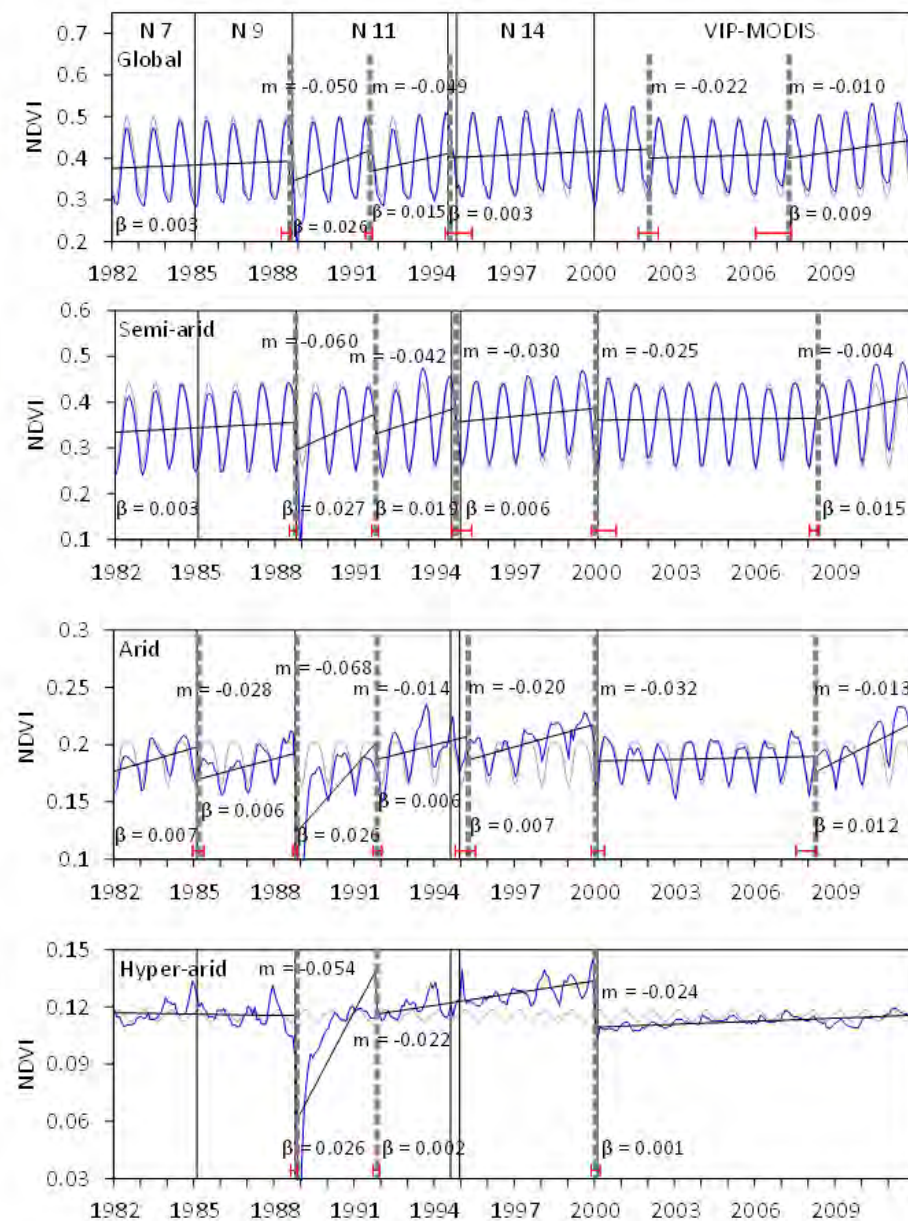 N 7 N 9 N 11 N 14 VIP-MODIS
Global
m = -0.050 m = -0.049 m = -0.022 m = -0.010
NDVI
0.7
0.6
0.5
0.4
0.3
0.2
β = 0.003 β = 0.026 β = 0.015 β = 0.003 β = 0.009
1982 1985 1988 1991 1994 1997 2000 2003 2006 2009
Semi-arid
m = -0.060 m = -0.042 m = -0.030 m = -0.025 m = -0.004
NDVI
0.6
0.5
0.4
0.3
0.2
0.1
β = 0.003 β = 0.027 β = 0.019 β = 0.006 β = 0.015
1982 1985 1988 1991 1994 1997 2000 2003 2006 2009
Arid
m = -0.028 m = -0.068 m = -0.014 m = -0.020 m = -0.032 m = -0.013
NDVI
0.3
0.25
0.2
0.15
0.1
β = 0.007 β = 0.006 β = 0.026 β = 0.006 β = 0.007 β = 0.012
1982 1985 1988 1991 1994 1997 2000 2003 2006 2009
Hyper-arid
m = -0.054 m = -0.022 m = -0.024
NDVI
0.15
0.12
0.09
0.06
0.03
β = 0.026 β = 0.002 β = 0.001
1982 1985 1988 1991 1994 1997 2000 2003 2006 2009